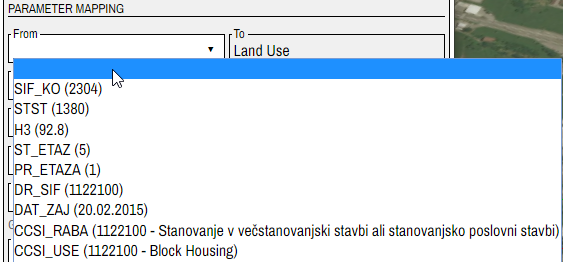 PARAMETER MAPPING
From
To
Land Use
SIF_KO (2304)
STST (1380)
H3 (92.8)
ST_ETAZ (5)
PR_ETAZA (1)
DR_SIF (1122100)
DAT_ZAJ (20.02.2015)
CCSI_RABA (1122100 - Stanovanje v večstanovanjski stavbi ali stanovanjsko poslovni stavbi)
CCSI_USE (1122100 - Block Housing)